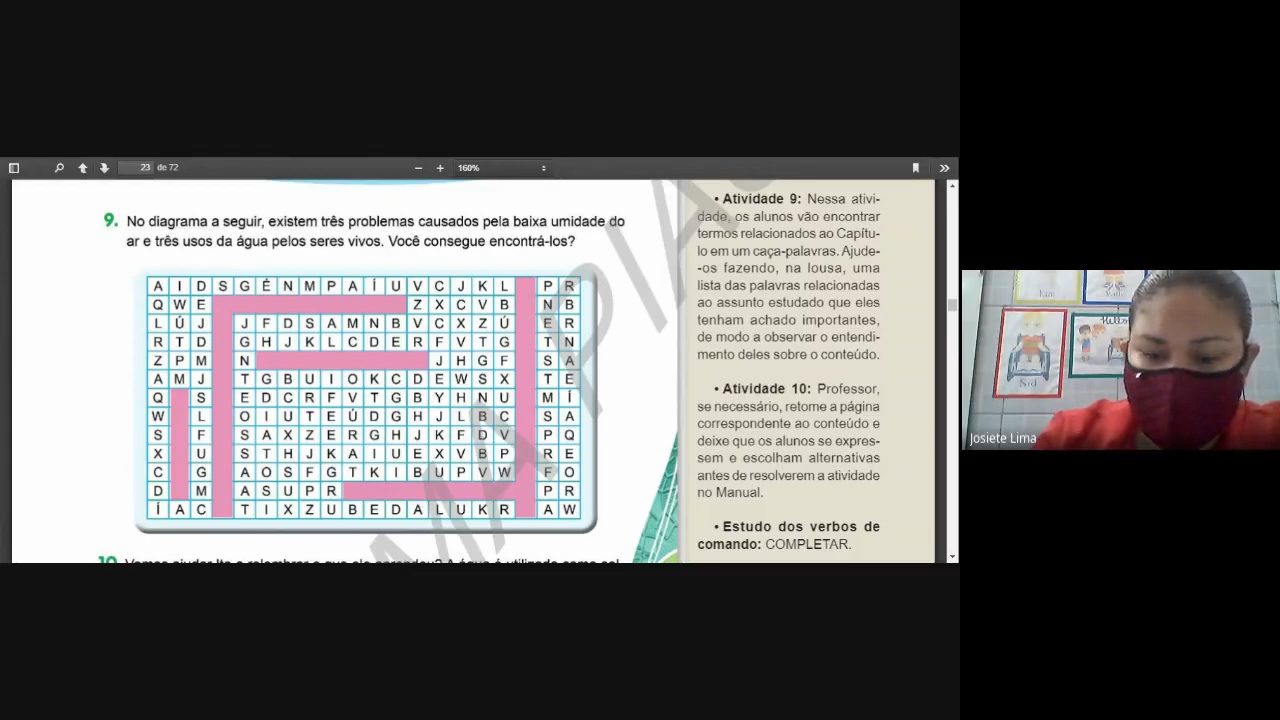 23 de 72
160%
9. No diagrama a seguir, existem três problemas causados pela baixa umidade do
ar e três usos da água pelos seres vivos. Você consegue encontrá-los?
A I D S G Ê N M P A Í U V C J K L P R
Q W E Z X C V B N B
L Ú J J F D S A M N B V C X Z Ú E R
R T D G H J K L C D E R F V T G T N
Z P M N J H G F S A
A M J T G B U I O K C D E W S X T E
Q S E D C R F V T G B Y H N U M Í
W L O I U T E Ú D G H J L B C S A
S F S A X Z E R G H J K F D V P Q
X U S T H J K A I U E X V B P R E
C G A O S F G T K I B U P V W F O
D M A S U P R P R
Í A C T I X Z U B E D A L U K R A W
• Atividade 9: Nessa ativi-
dade, os alunos vão encontrar
termos relacionados ao Capítu-
lo em um caça-palavras. Ajude-
-os fazendo, na lousa, uma
lista das palavras relacionadas
ao assunto estudado que eles
tenham achado importantes,
de modo a observar o entendi-
mento deles sobre o conteúdo.
• Atividade 10: Professor,
se necessário, retome a página
correspondente ao conteúdo e
deixe que os alunos se expres-
sem e escolham alternativas
antes de resolverem a atividade
no Manual.
• Estudo dos verbos de
comando: COMPLETAR.
Sid
Josiete Lima